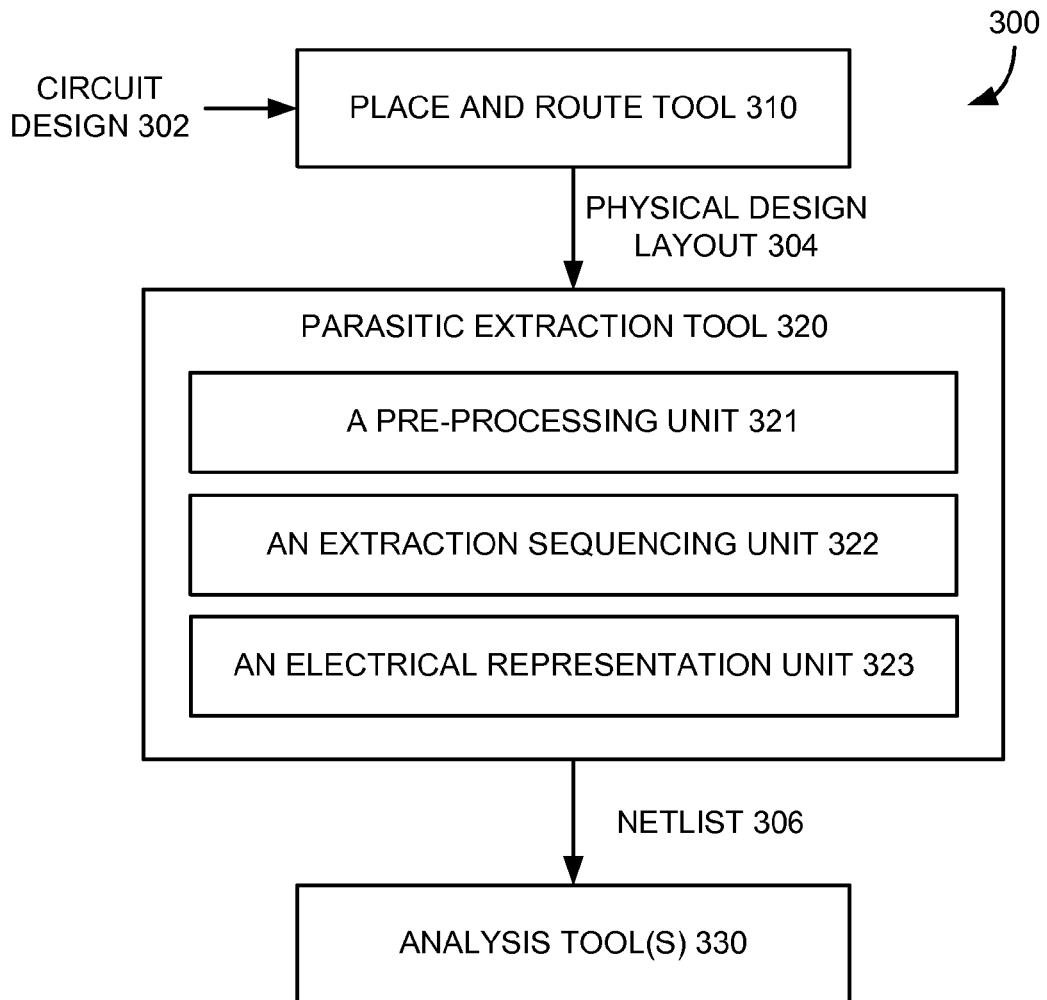 300
CIRCUIT
DESIGN 302
PLACE AND ROUTE TOOL 310
PHYSICAL DESIGN
LAYOUT 304
PARASITIC EXTRACTION TOOL 320
A PRE-PROCESSING UNIT 321
AN EXTRACTION SEQUENCING UNIT 322
AN ELECTRICAL REPRESENTATION UNIT 323
NETLIST 306
ANALYSIS TOOL(S) 330